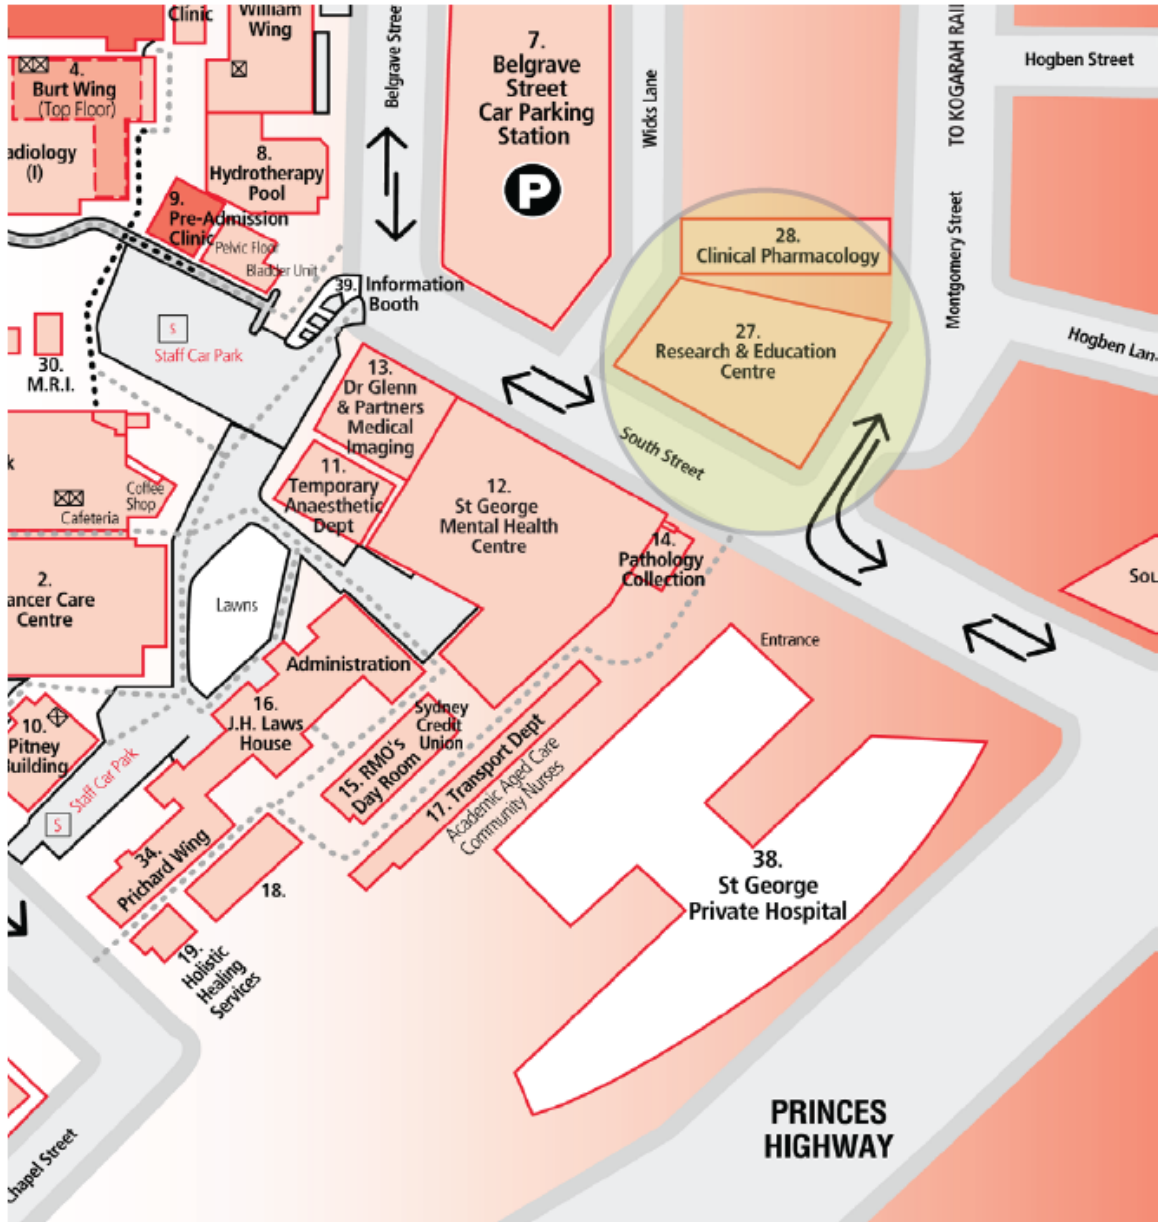 Clinic
William
Wing
4.
Burt Wing
(Top Floor)
adiology
(I)
8.
Hydrotherapy
Pool
9.
Pre-Admission
Clinic
Pelvic Floor
Bladder Unit
39. Information
Booth
Belgrave Stree
7.
Belgrave
Street
Car Parking
Station
P
Wicks Lane
TO KOGARAH RAI
Montgomery Street
Hogben Street
Hogben Lan
28.
Clinical Pharmacology
27.
Research & Education
Centre
South Street
S
Staff Car Park
30.
M.R.I.
13.
Dr Glenn
& Partners
Medical
Imaging
11.
Temporary
Anaesthetic
Dept
12.
St George
Mental Health
Centre
14.
Pathology
Collection
k
Coffee
Shop
Cafeteria
2.
ancer Care
Centre
Lawns
Administration
16.
J.H. Laws
House
10.
Pitney
Building
Staff Car Park
S
Sydney
Credit
Union
15. RMO's
Day Room
17. Transport Dept
Academic Aged Care
Community Nurses
34.
Prichard Wing
18.
19.
Holistic
Healing
Services
Entrance
38.
St George
Private Hospital
Sou
PRINCES
HIGHWAY
Chapel Street